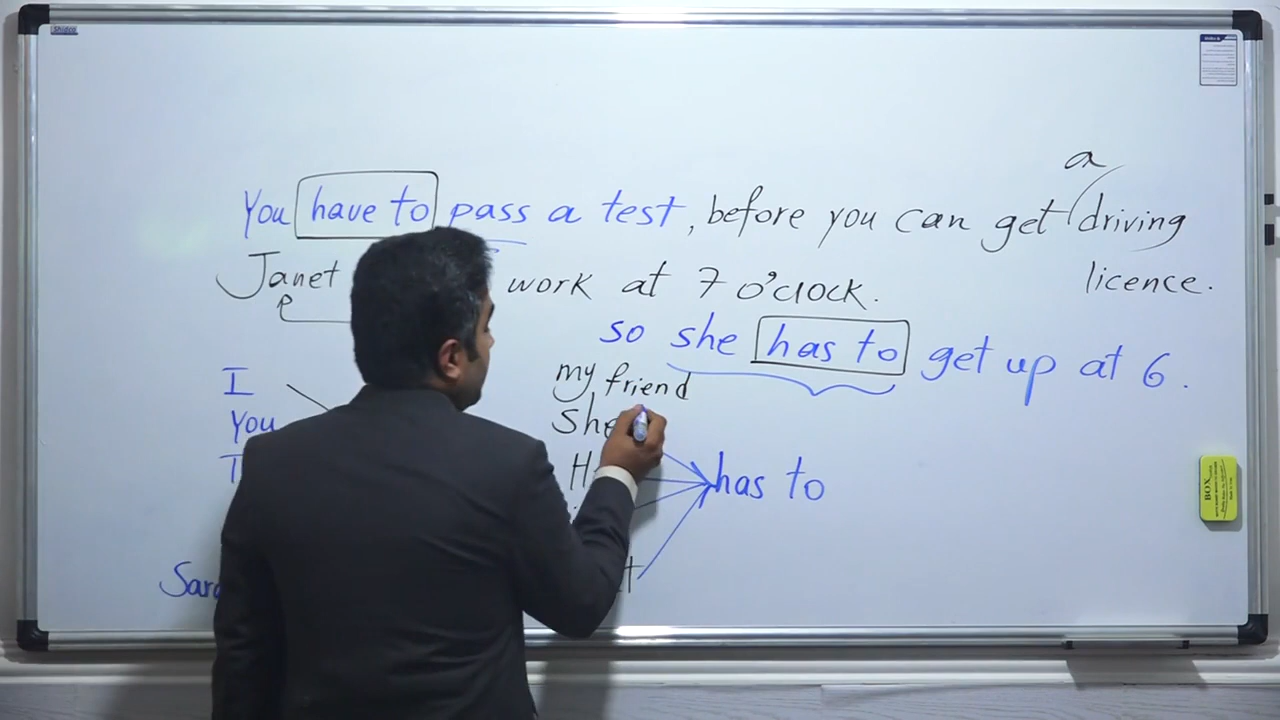 a
You have to pass a test, before you can get driving
licence.
Janet work at 7 o'clock.
so she has to get up at 6.
I
You
my friend
She
has to
BOX